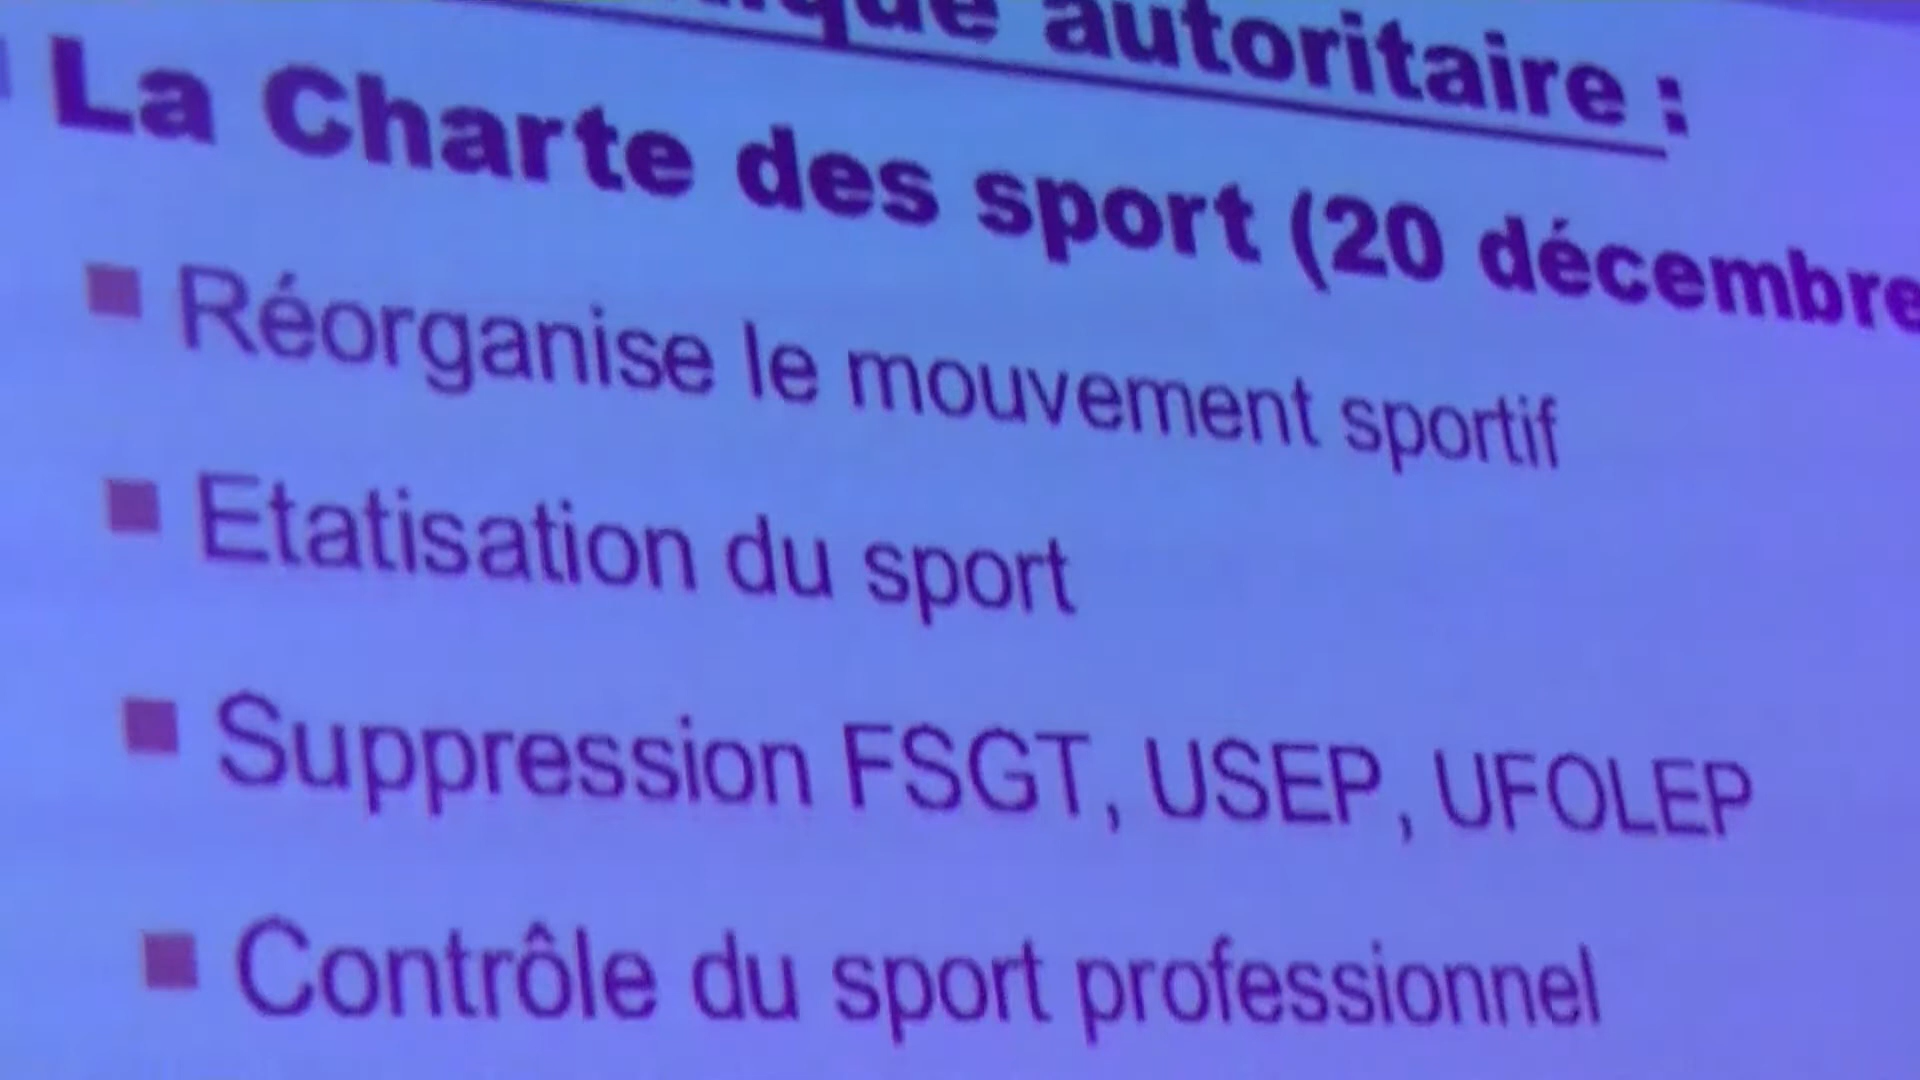 autoritaire :
La Charte des sport (20 décembre
Réorganise le mouvement sportif
Etatisation du sport
Suppression FSGT, USEP, UFOLEP
Contrôle du sport professionnel